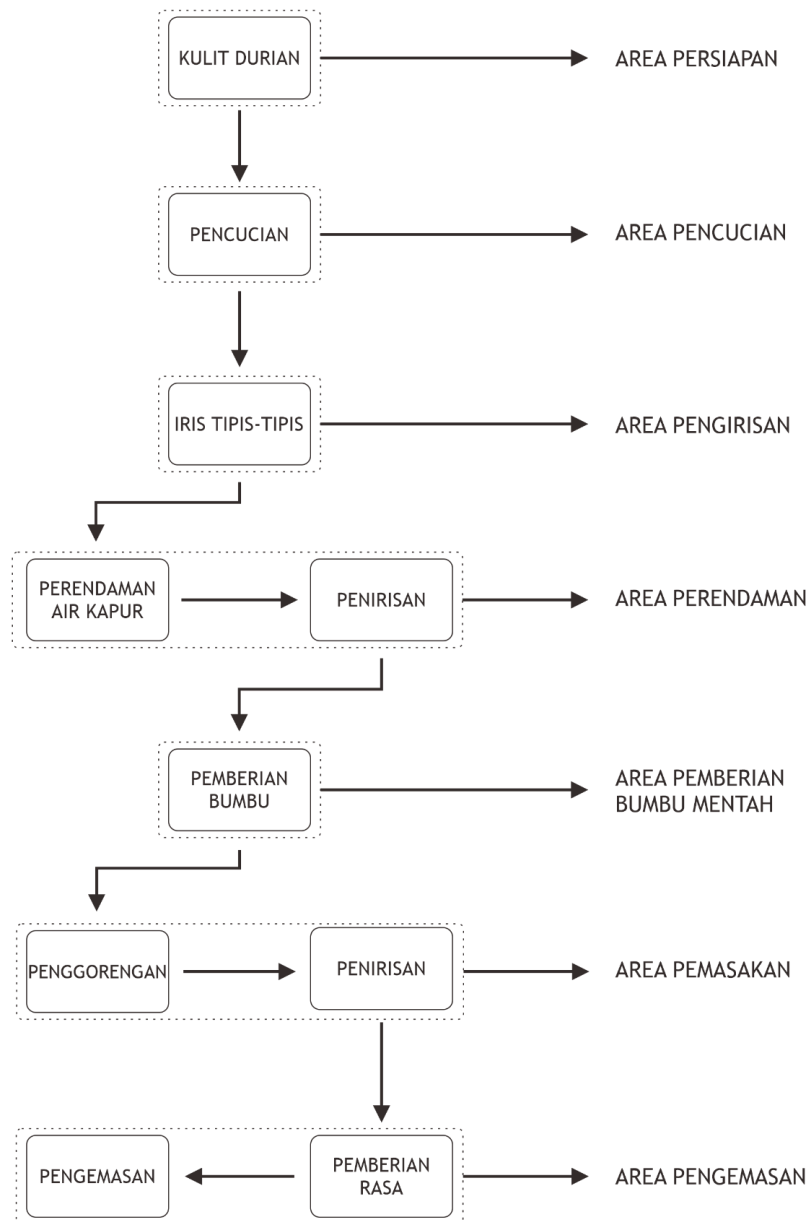 KULIT DURIAN
AREA PERSIAPAN
PENCUCIAN
AREA PENCUCIAN
IRIS TIPIS-TIPIS
AREA PENGIRISAN
PERENDAMAN
AIR KAPUR
PENIRISAN
AREA PERENDAMAN
PEMBERIAN
BUMBU
AREA PEMBERIAN
BUMBU MENTAH
PENGGORENGAN
PENIRISAN
AREA PEMASAKAN
PENGEMASAN
PEMBERIAN
RASA
AREA PENGEMASAN